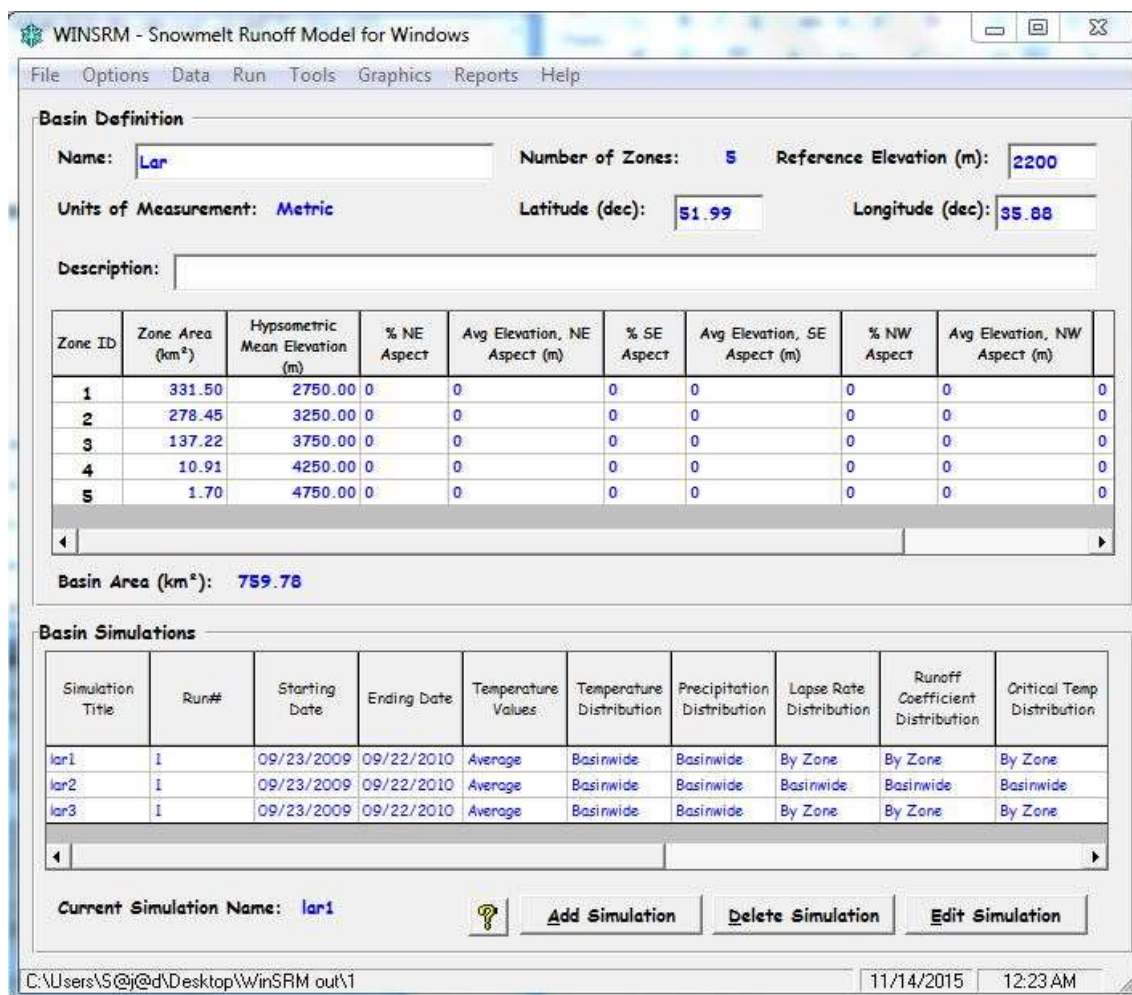 WINSRM - Snowmelt Runoff Model for Windows
File Options Data Run Tools Graphics Reports Help
Basin Definition
Name: Lar Number of Zones: 5 Reference Elevation (m): 2200
Units of Measurement: Metric Latitude (dec): 51.99 Longitude (dec): 35.88
Description:
Zone ID Zone Area (km²) Hypsometric Mean Elevation (m) % NE Aspect Avg Elevation, NE Aspect (m) % SE Aspect Avg Elevation, SE Aspect (m) % NW Aspect Avg Elevation, NW Aspect (m)
1 331.50 2750.00 0 0 0 0 0 0 0
2 278.45 3250.00 0 0 0 0 0 0 0
3 137.22 3750.00 0 0 0 0 0 0 0
4 10.91 4250.00 0 0 0 0 0 0 0
5 1.70 4750.00 0 0 0 0 0 0 0
Basin Area (km²): 759.78
Basin Simulations
Simulation Title Run# Starting Date Ending Date Temperature Values Temperature Distribution Precipitation Distribution Lapse Rate Distribution Runoff Coefficient Distribution Critical Temp Distribution
lar1 1 09/23/2009 09/22/2010 Average Basinwide Basinwide By Zone By Zone By Zone
lar2 1 09/23/2009 09/22/2010 Average Basinwide Basinwide Basinwide Basinwide Basinwide
lar3 1 09/23/2009 09/22/2010 Average Basinwide Basinwide By Zone By Zone By Zone
Current Simulation Name: lar1 ? Add Simulation Delete Simulation Edit Simulation
C:\Users\S@j@d\Desktop\WinSRM out\1 11/14/2015 12:23 AM